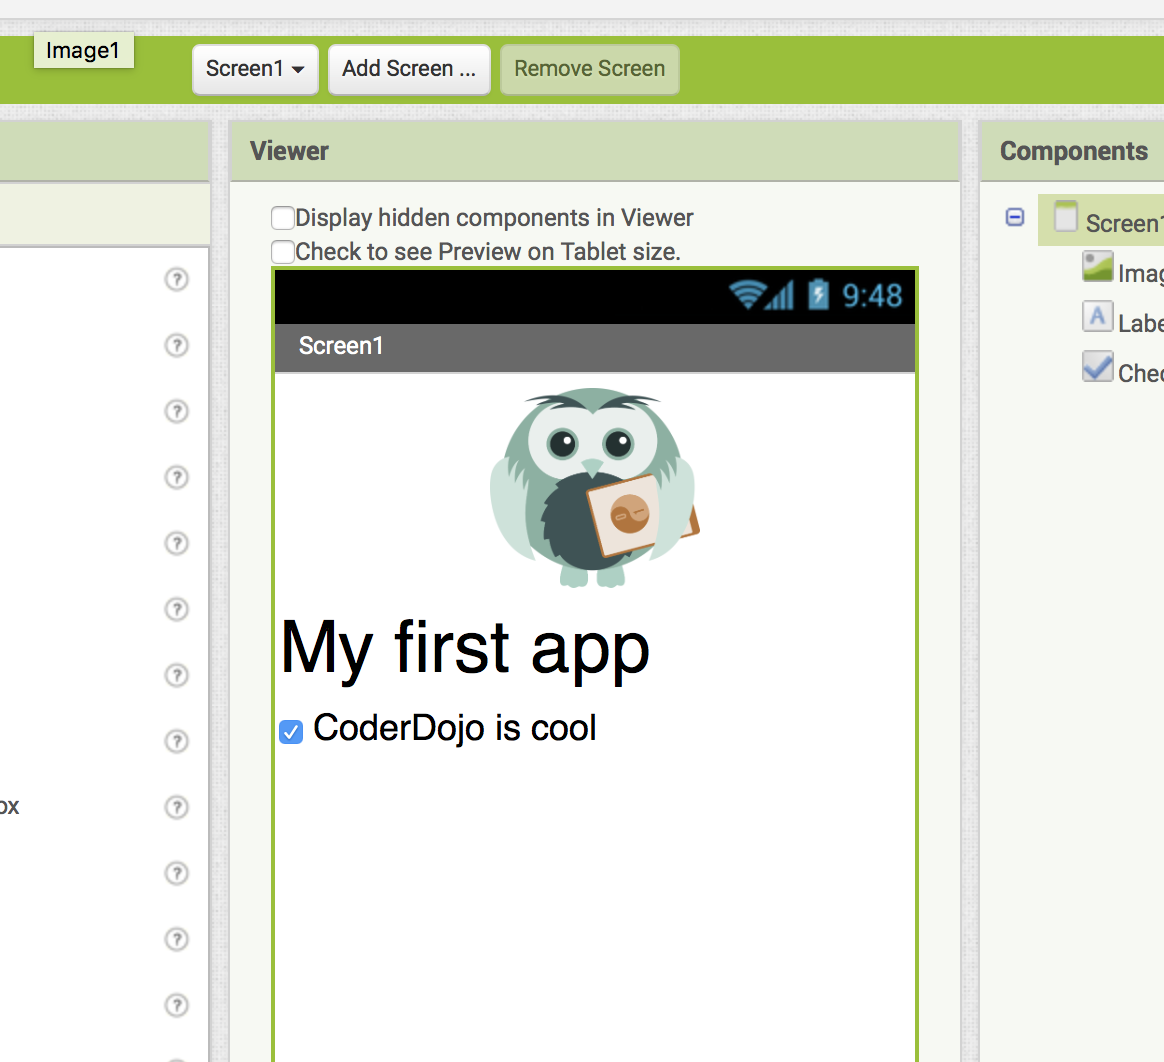 Image1
Screen1
Add Screen ...
Remove Screen
Viewer
Components
Display hidden components in Viewer
Check to see Preview on Tablet size.
9:48
Screen1
My first app
CoderDojo is cool
Screen1
Imag
Labe
Chec
ox
?
?
?
?
?
?
?
?
?
?
?
?
A